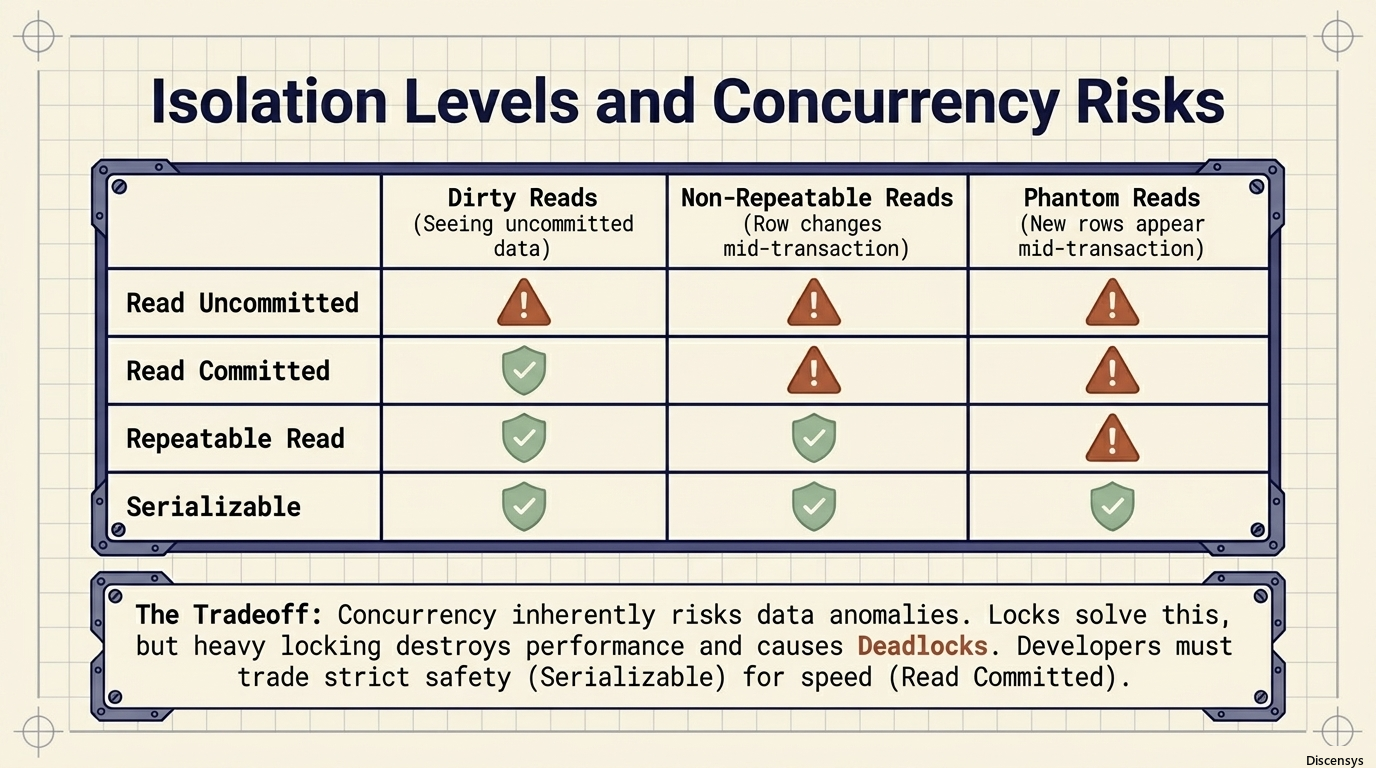 Isolation Levels and Concurrency Risks
Dirty Reads
(Seeing uncommitted
data)
Non-Repeatable Reads
(Row changes
mid-transaction)
Phantom Reads
(New rows appear
mid-transaction)
Read Uncommitted
Read Committed
Repeatable Read
Serializable
The Tradeoff: Concurrency inherently risks data anomalies. Locks solve this,
but heavy locking destroys performance and causes Deadlocks. Developers must
trade strict safety (Serializable) for speed (Read Committed).
Discensys